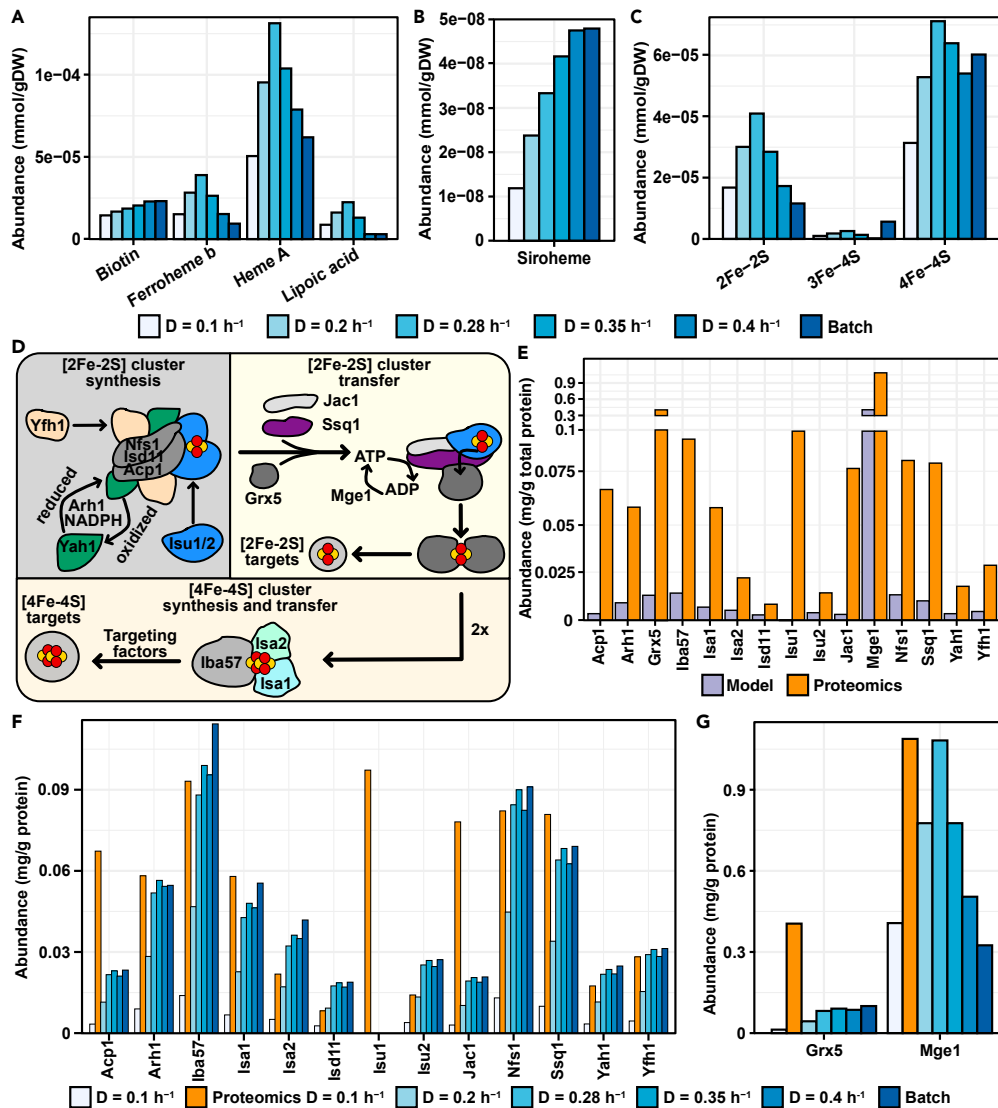 A
Abundance (mmol/gDW)
1e−04
5e−05
0
Biotin
Ferroheme b
Heme A
Lipoic acid
B
Abundance (mmol/gDW)
5e−08
4e−08
3e−08
2e−08
1e−08
0
Siroheme
C
Abundance (mmol/gDW)
6e−05
4e−05
2e−05
0
2Fe−2S
3Fe−4S
4Fe−4S
D = 0.1 h⁻¹
D = 0.2 h⁻¹
D = 0.28 h⁻¹
D = 0.35 h⁻¹
D = 0.4 h⁻¹
Batch
D
[2Fe-2S] cluster
synthesis
Yfh1
Nfs1
Isd11
Acp1
reduced
Arh1
NADPH
oxidized
Yah1
Isu1/2
[2Fe-2S] cluster
transfer
Jac1
Ssq1
Grx5
ATP
ADP
Mge1
[2Fe-2S]
targets
[4Fe-4S] cluster
synthesis and transfer
2x
[4Fe-4S]
targets
Targeting
factors
Iba57
Isa2
Isa1
E
Abundance (mg/g total protein)
0.9
0.6
0.3
0.1
0.075
0.05
0.025
0
Acp1
Arh1
Grx5
Iba57
Isa1
Isa2
Isd11
Isu1
Isu2
Jac1
Mge1
Nfs1
Ssq1
Yah1
Yfh1
Model
Proteomics
F
Abundance (mg/g protein)
0.09
0.06
0.03
0
Acp1
Arh1
Iba57
Isa1
Isa2
Isd11
Isu1
Isu2
Jac1
Nfs1
Ssq1
Yah1
Yfh1
G
Abundance (mg/g protein)
0.9
0.6
0.3
0
Grx5
Mge1
D = 0.1 h⁻¹
Proteomics D = 0.1 h⁻¹
D = 0.2 h⁻¹
D = 0.28 h⁻¹
D = 0.35 h⁻¹
D = 0.4 h⁻¹
Batch